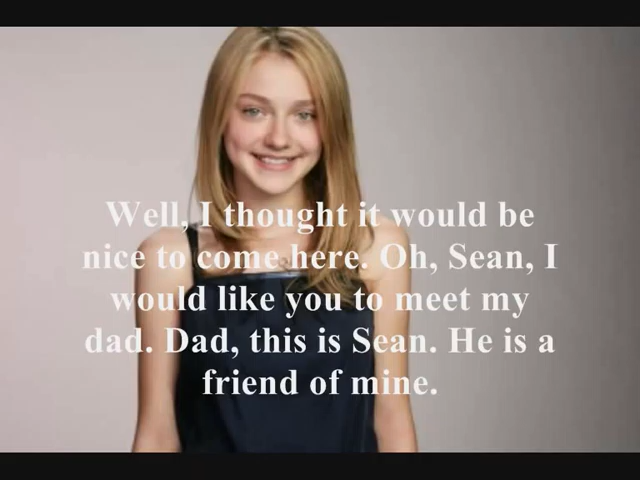 Well, I thought it would be
nice to come here. Oh, Sean, I
would like you to meet my
dad. Dad, this is Sean. He is a
friend of mine.